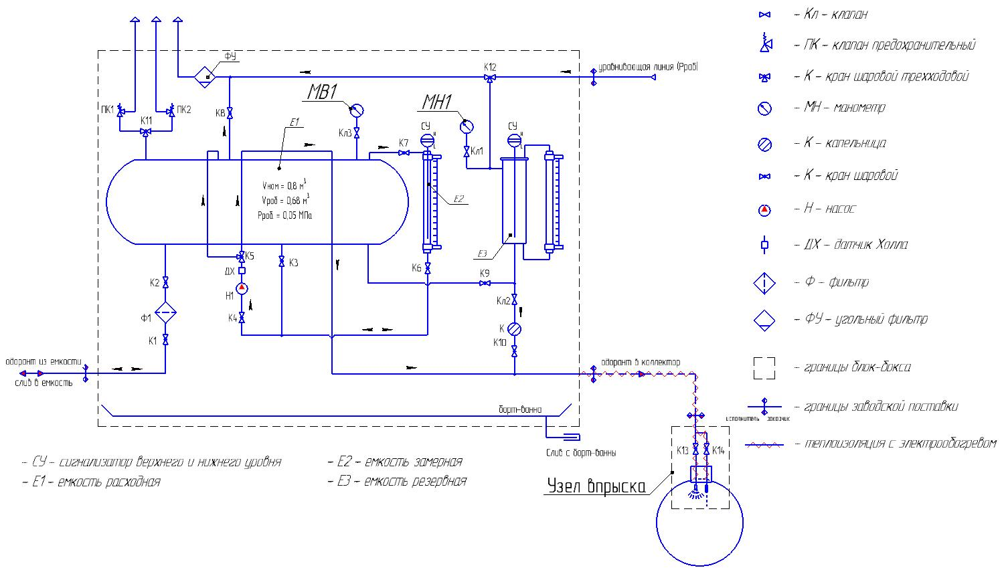 ФУ
К12
уравнивающая линия (Рраб)
МВ1
МН1
ПК1
ПК2
К11
К8
Е1
Кл3
К7
СУ
Н
L
Кл1
СУ
Н
L
Vном = 0,8 м³
Vраб = 0,68 м³
Рраб. = 0,05 МПа
Е2
Е3
К5
К3
ДХ
К6
К9
К2
Н1
Кл2
Ф1
К4
К
К1
К10
одорант из емкости
слив в емкость
одорант в коллектор
борт-ванна
Слив с борт-ванны
К13
К14
Узел впрыска
- СУ - сигнализатор верхнего и нижнего уровня
- Е1 - емкость расходная
- Е2 - емкость замерная
- Е3 - емкость резервная
- Кл - клапан
- ПК - клапан предохранительный
- К - кран шаровой трехходовой
- МН - манометр
- К - капельница
- К - кран шаровой
- Н - насос
- ДХ - датчик Холла
- Ф - фильтр
- ФУ - угольный фильтр
- границы блок-бокса
- границы заводской поставки
исполнитель заказчик
- теплоизоляция с электрообогревом